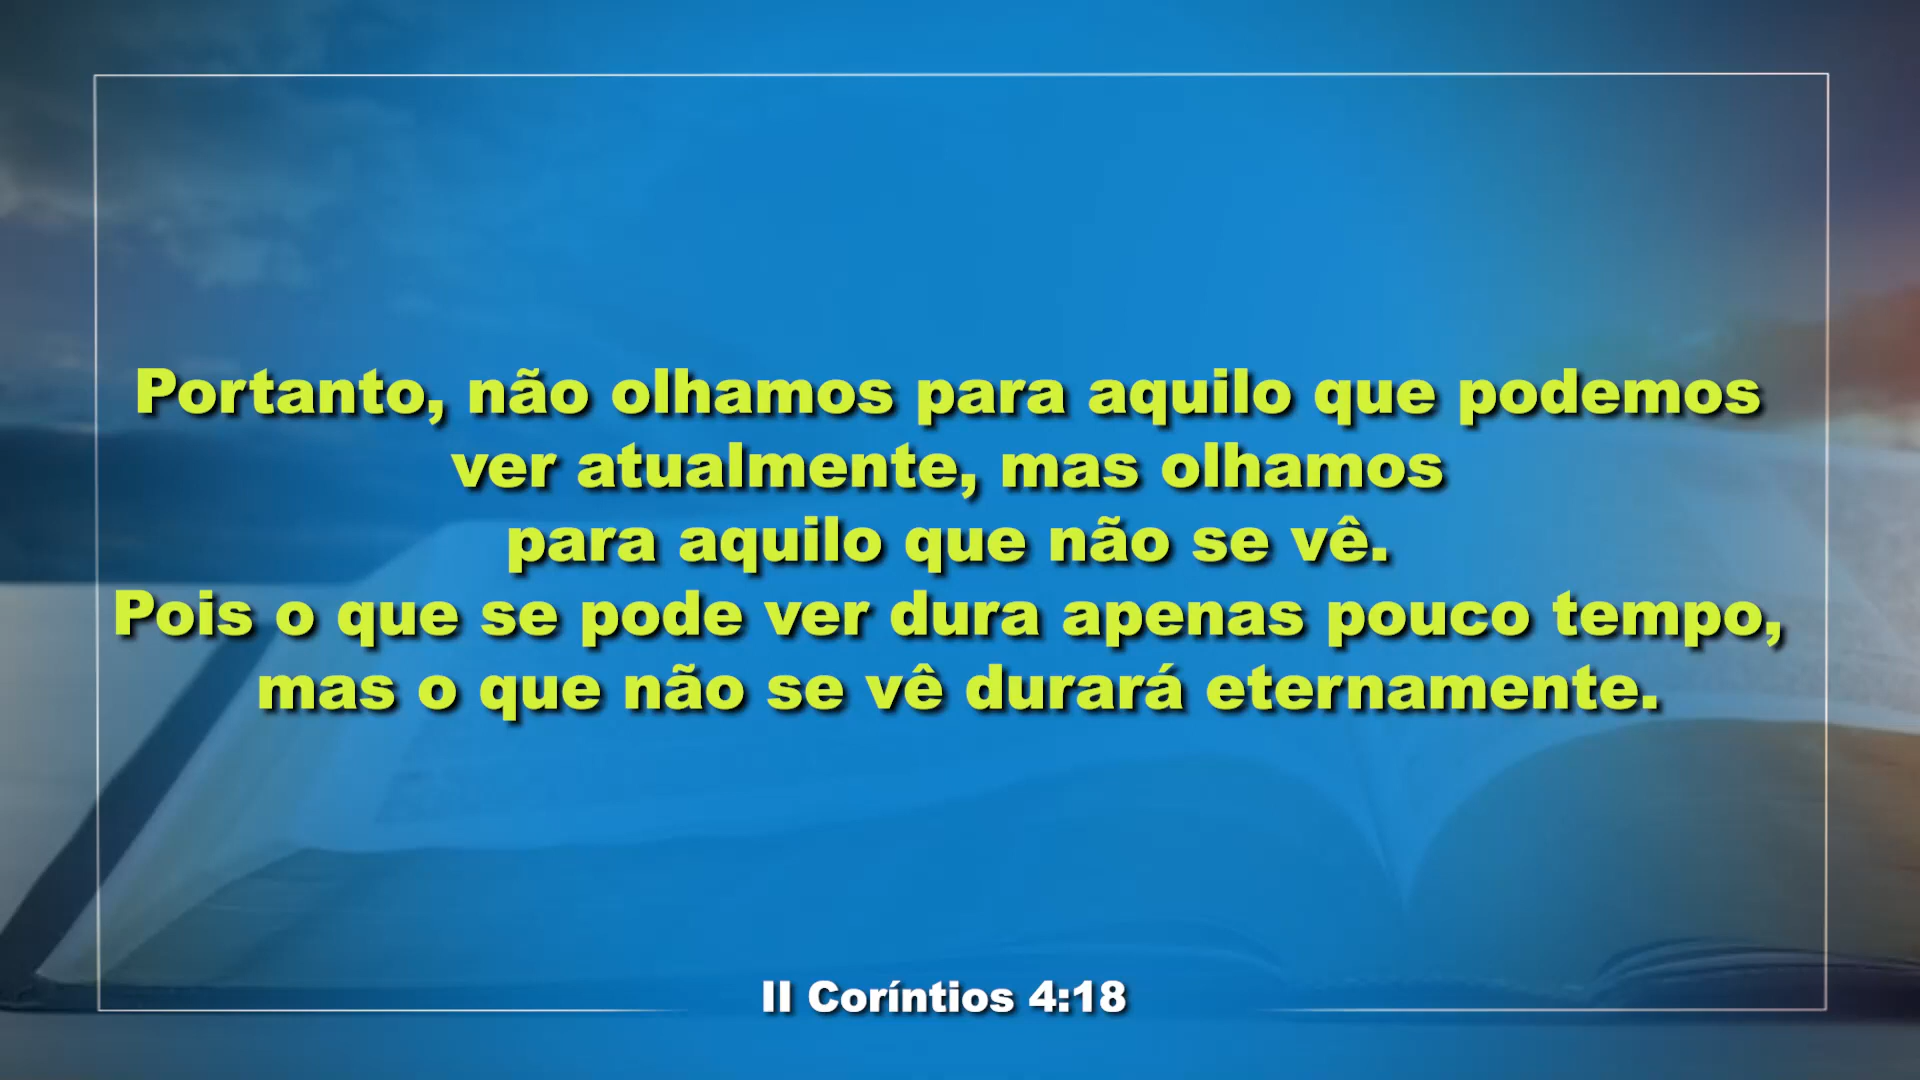 Portanto, não olhamos para aquilo que podemos
ver atualmente, mas olhamos
para aquilo que não se vê.
Pois o que se pode ver dura apenas pouco tempo,
mas o que não se vê durará eternamente.
II Coríntios 4:18